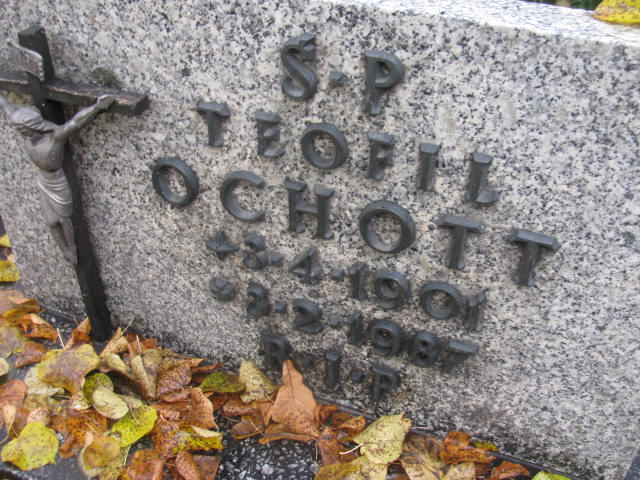 Ś-P
TEOFIL
OCHOTT
3-4-1901
3-2-1987
R-I-P